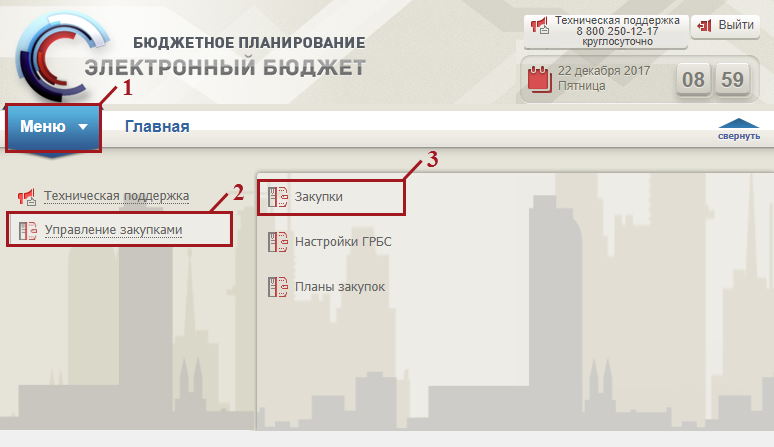 БЮДЖЕТНОЕ ПЛАНИРОВАНИЕ
ЭЛЕКТРОННЫЙ БЮДЖЕТ
Техническая поддержка
8 800 250-12-17
круглосуточно
Выйти
22 декабря 2017
Пятница
08 59
1
Меню
Главная
свернуть
2
3
Техническая поддержка
Управление закупками
Закупки
Настройки ГРБС
Планы закупок